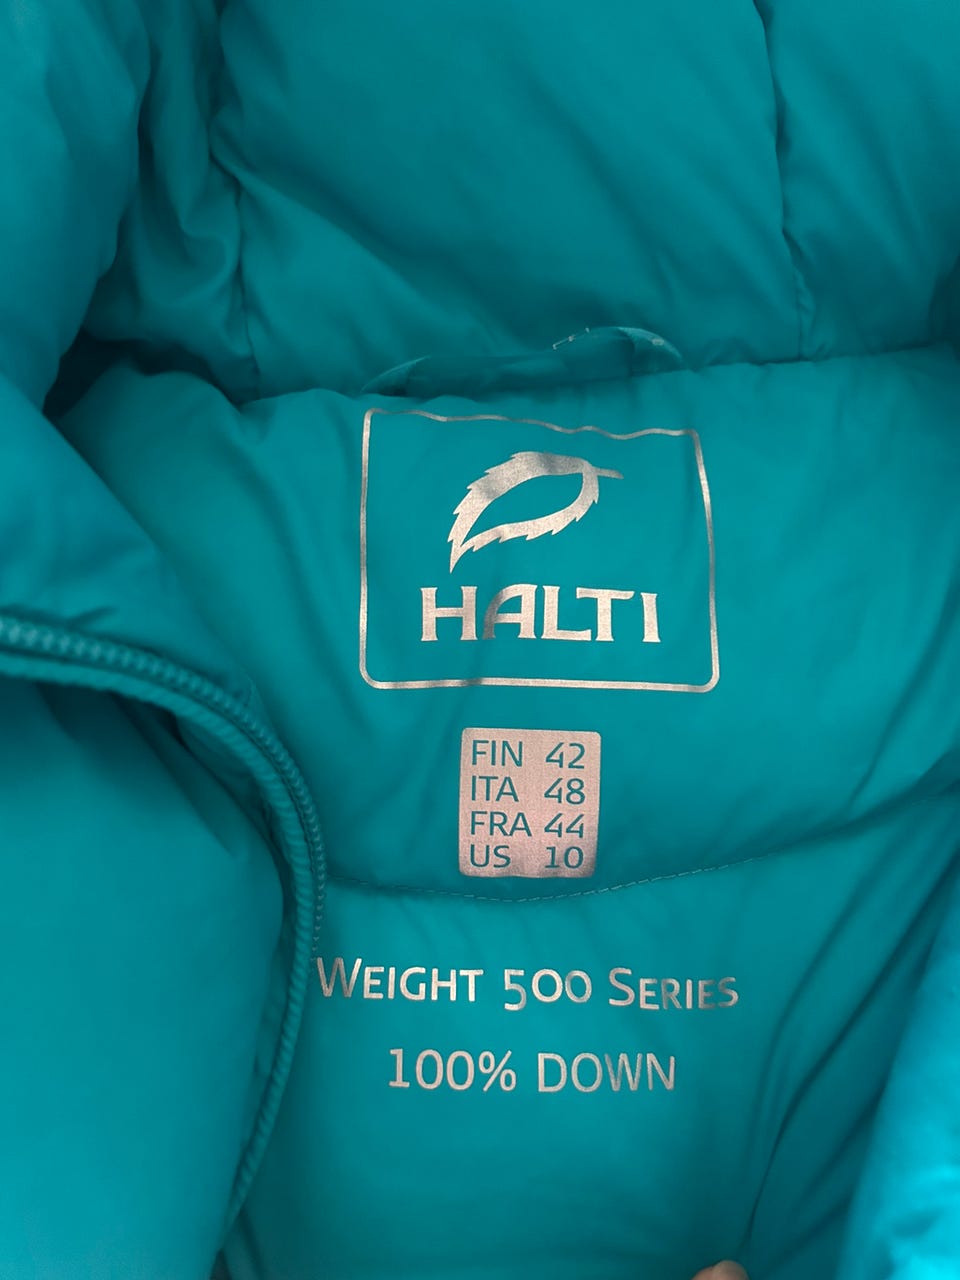 HALTI
FIN 42
ITA 48
FRA 44
US 10
WEIGHT 500 SERIES
100% DOWN